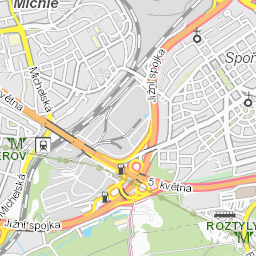 Michle
Spoř
Jižní spojka
Michelská
května
M
EROV
5. května
Michelská
Jižní spojka
ROZTYLY
M